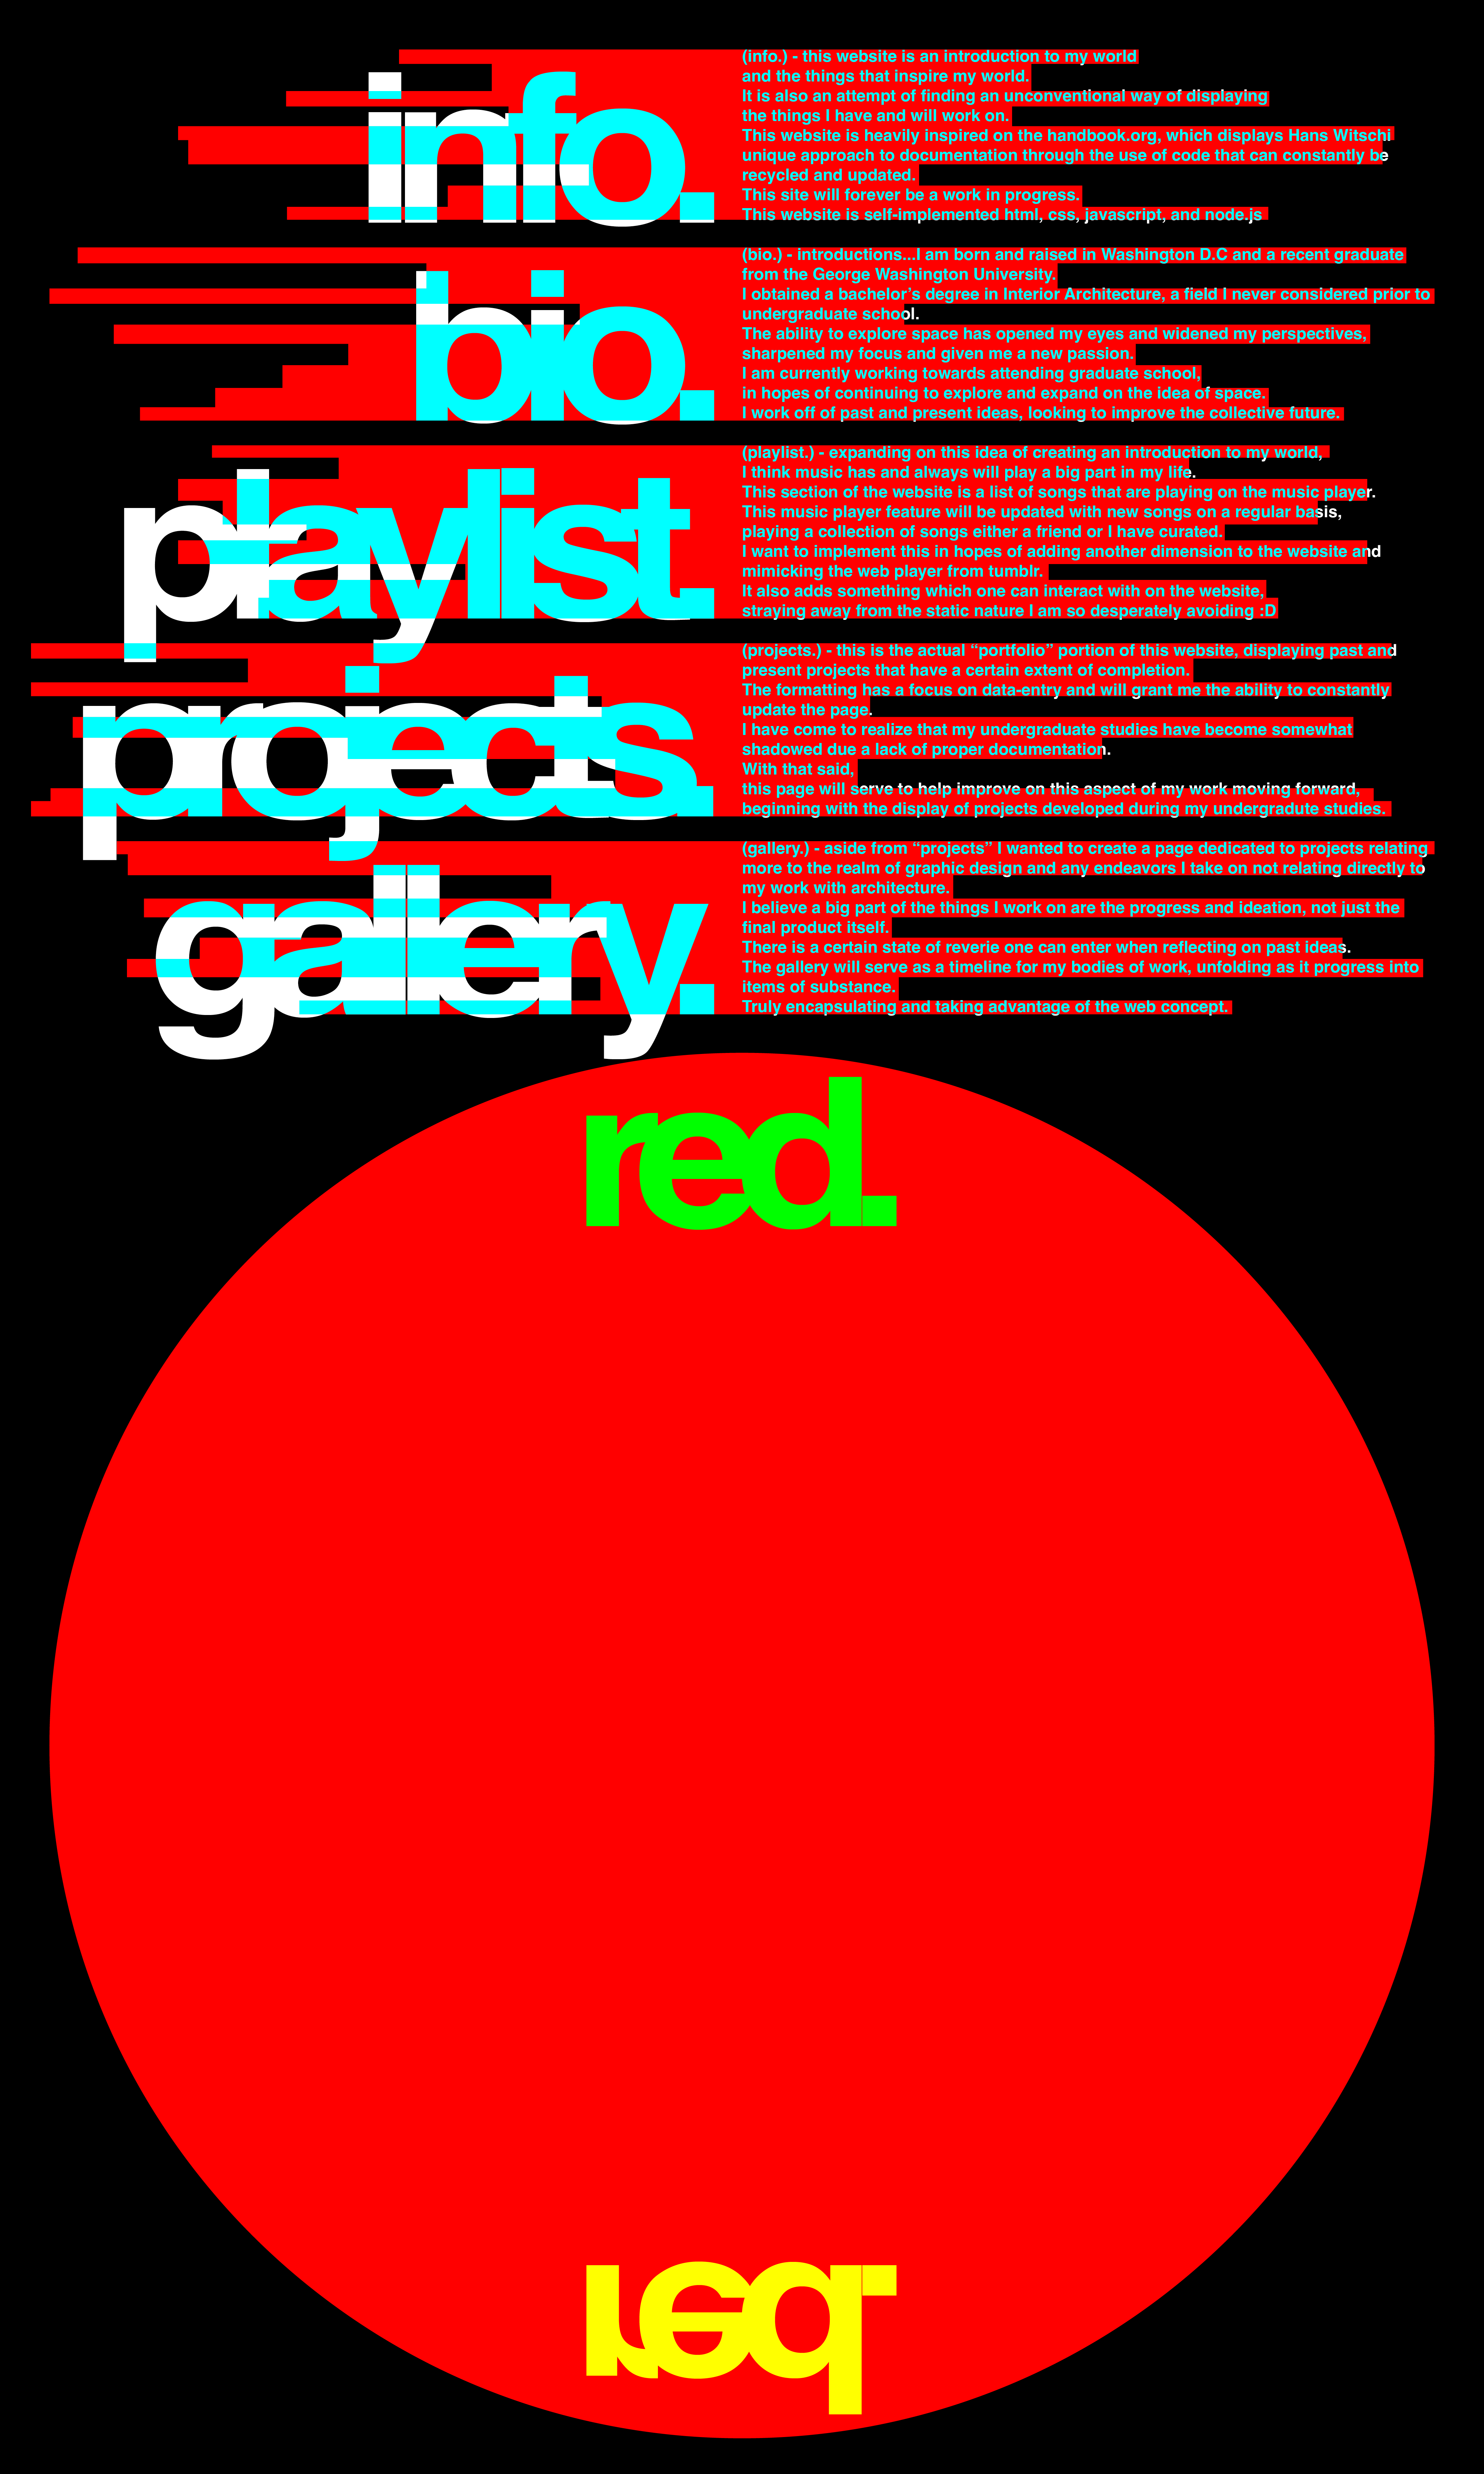 info.
(info.) - this website is an introduction to my world
and the things that inspire my world.
It is also an attempt of finding an unconventional way of displaying
the things I have and will work on.
This website is heavily inspired on the handbook.org, which displays Hans Witschi
unique approach to documentation through the use of code that can constantly be
recycled and updated.
This site will forever be a work in progress.
This website is self-implemented html, css, javascript, and node.js
bio.
(bio.) - introductions...I am born and raised in Washington D.C and a recent graduate
from the George Washington University.
I obtained a bachelor’s degree in Interior Architecture, a field I never considered prior to
undergraduate school.
The ability to explore space has opened my eyes and widened my perspectives,
sharpened my focus and given me a new passion.
I am currently working towards attending graduate school,
in hopes of continuing to explore and expand on the idea of space.
I work off of past and present ideas, looking to improve the collective future.
playlist.
(playlist.) - expanding on this idea of creating an introduction to my world,
I think music has and always will play a big part in my life.
This section of the website is a list of songs that are playing on the music player.
This music player feature will be updated with new songs on a regular basis,
playing a collection of songs either a friend or I have curated.
I want to implement this in hopes of adding another dimension to the website and
mimicking the web player from tumblr.
It also adds something which one can interact with on the website,
straying away from the static nature I am so desperately avoiding :D
projects.
(projects.) - this is the actual “portfolio” portion of this website, displaying past and
present projects that have a certain extent of completion.
The formatting has a focus on data-entry and will grant me the ability to constantly
update the page.
I have come to realize that my undergraduate studies have become somewhat
shadowed due a lack of proper documentation.
With that said,
this page will serve to help improve on this aspect of my work moving forward,
beginning with the display of projects developed during my undergradute studies.
gallery.
(gallery.) - aside from “projects” I wanted to create a page dedicated to projects relating
more to the realm of graphic design and any endeavors I take on not relating directly to
my work with architecture.
I believe a big part of the things I work on are the progress and ideation, not just the
final product itself.
There is a certain state of reverie one can enter when reflecting on past ideas.
The gallery will serve as a timeline for my bodies of work, unfolding as it progress into
items of substance.
Truly encapsulating and taking advantage of the web concept.
red.
red.